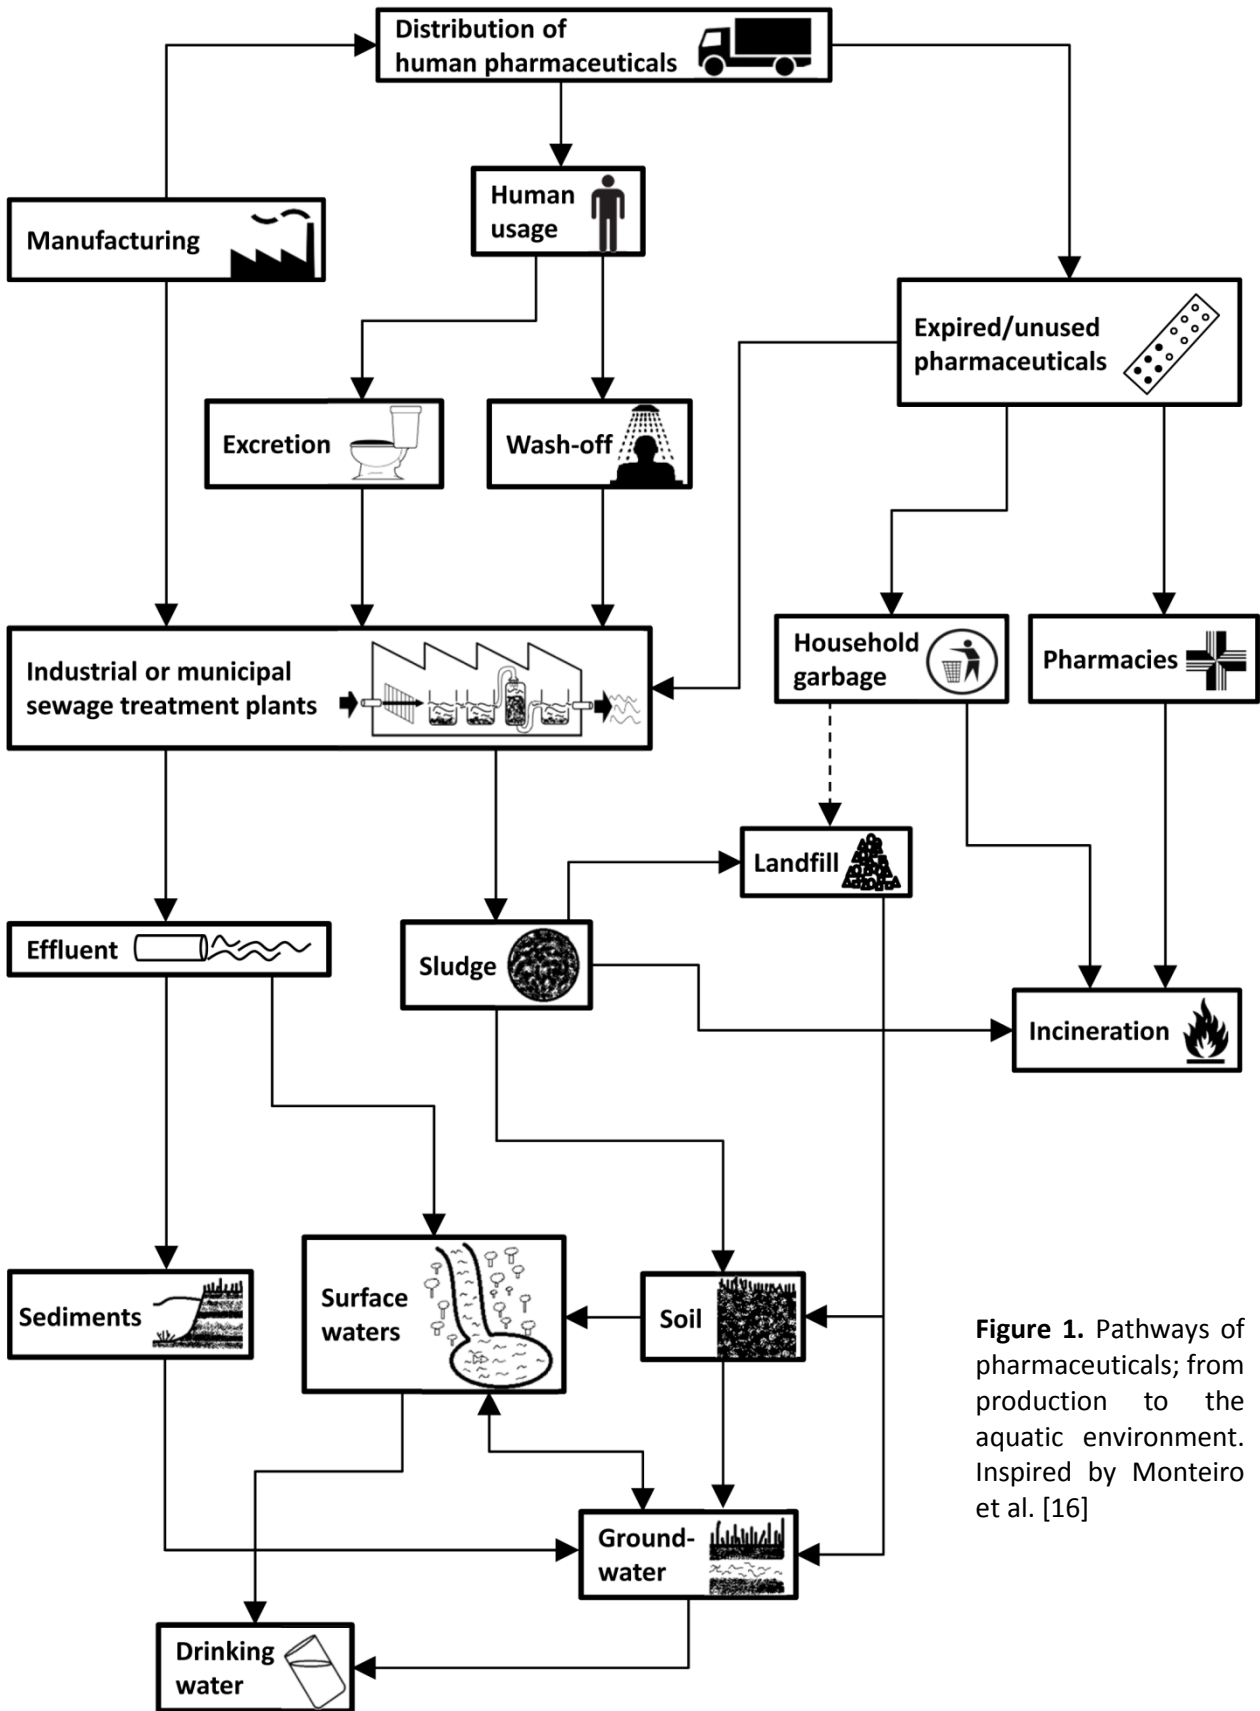 Distribution of
human pharmaceuticals
Human
usage
Manufacturing
Expired/unused
pharmaceuticals
Excretion
Wash-off
Industrial or municipal
sewage treatment plants
Household
garbage
Pharmacies
Landfill
Effluent
Sludge
Incineration
Sediments
Surface
waters
Soil
Figure 1. Pathways of
pharmaceuticals; from
production to the
aquatic environment.
Inspired by Monteiro
et al. [16]
Ground-
water
Drinking
water